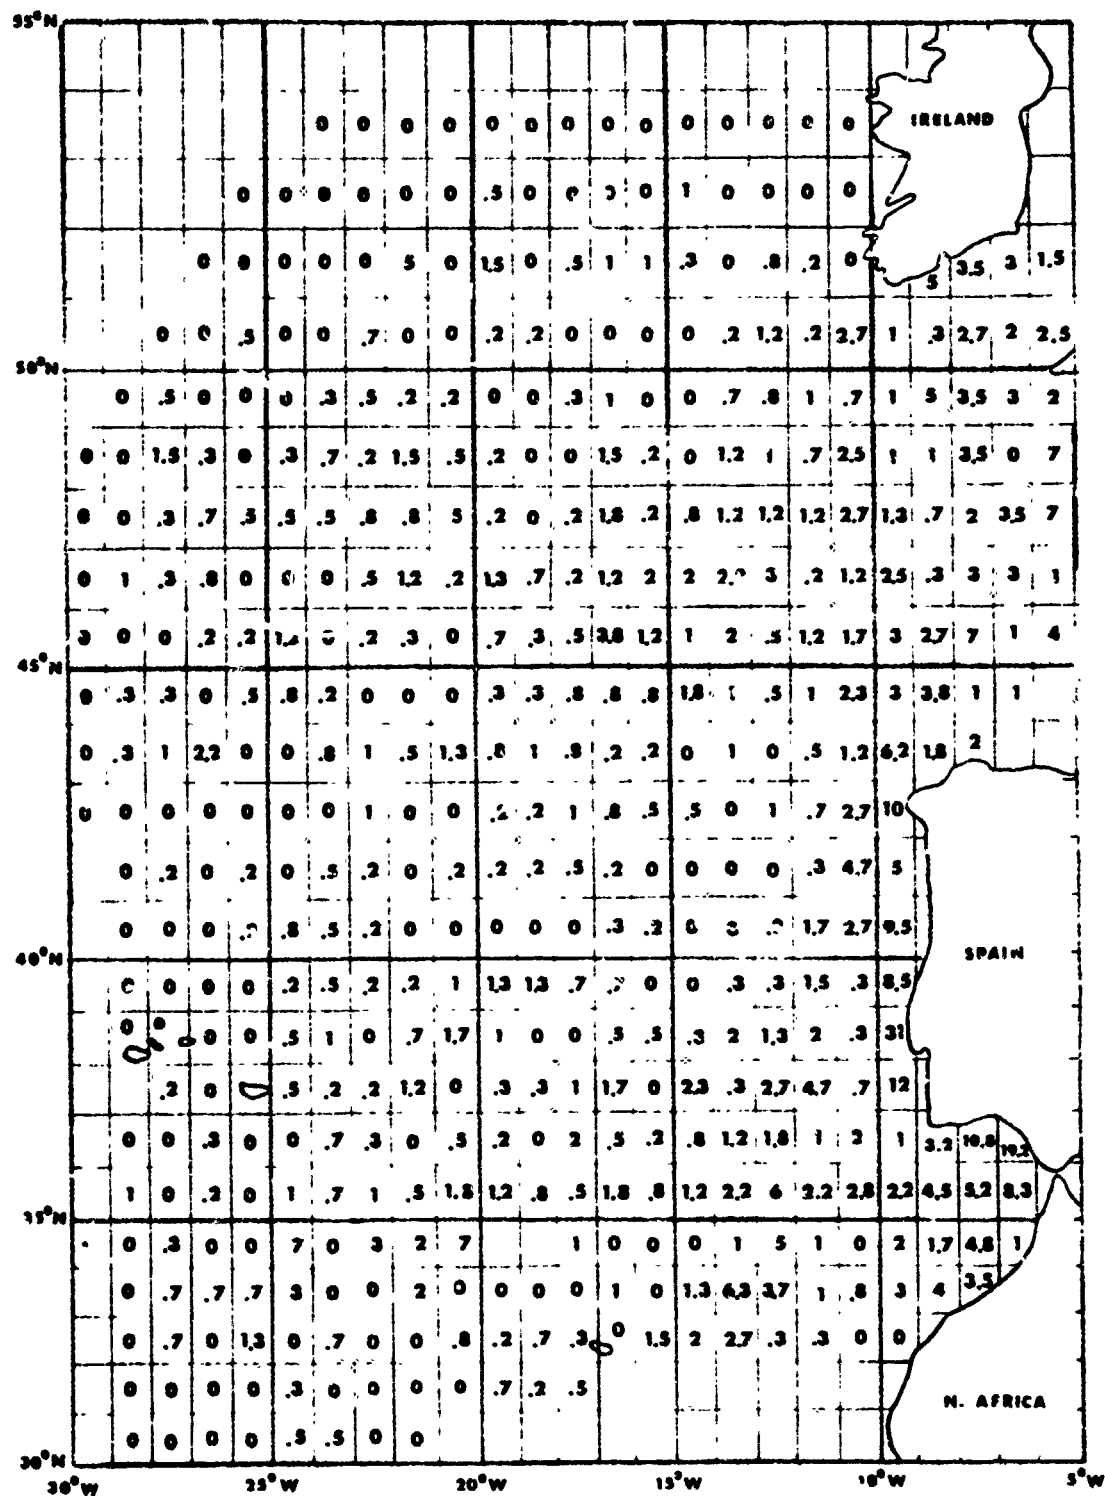 55°N
0 0 0 0 0 0 0 0 0 0 0 0 0 0 IRELAND
0 0 0 0 0 0 .5 0 0 0 0 1 0 0 0 0
0 0 0 0 0 5 0 1.5 0 .5 1 1 .3 0 .8 .2 0 5 3.5 3 1.5
0 0 .5 0 0 .7 0 0 .2 .2 0 0 0 0 .2 1.2 .2 2.7 1 .3 2.7 2 2.5
50°N
0 .5 0 0 0 .3 .5 .2 .2 0 0 .3 1 0 0 .7 .8 1 .7 1 5 3.5 3 2
0 0 1.5 .3 0 .3 .7 .2 1.5 .5 .2 0 0 1.5 .2 0 1.2 1 .7 2.5 1 1 3.5 0 7
0 0 .3 .7 .5 .5 .5 .8 .8 5 .2 0 .2 1.8 .2 .8 1.2 1.2 1.2 2.7 1.3 .7 2 3.5 7
0 1 .3 .8 0 0 0 .5 1.2 .2 1.3 .7 .2 1.2 2 2 3 .2 1.2 2.5 .3 3 3 1
0 0 .2 .2 .2 .3 0 .7 .3 .5 3.8 1.2 1 2 .5 1.2 1.7 3 2.7 7 1 4
45°N
0 .3 .3 0 .5 .8 .2 0 0 0 .3 .3 .8 .8 .8 1.8 1 .5 1 2.3 3 3.8 1 1
0 .3 1 2.2 0 0 .8 1 .5 1.3 .8 1 .8 .2 .2 0 1 0 .5 1.2 6.2 1.8 2
0 0 0 0 0 0 0 1 0 0 .2 .2 1 .8 .5 .5 0 1 .7 2.7 10
0 .2 0 .2 0 .5 .2 0 .2 .2 .2 .5 .2 0 0 0 0 .3 4.7 5
0 0 0 .8 .5 .2 0 0 0 0 0 0 .3 .2 0 1.7 2.7 9.5
SPAIN
40°N
0 0 0 0 .2 .5 .2 .2 1 1.3 1.3 .7 0 0 .3 .3 1.5 .3 8.5
0 0 0 0 .5 1 0 .7 1.7 1 0 0 .5 .5 .3 2 1.3 2 .3 31
.2 0 .5 .2 .2 1.2 0 .3 .3 1 1.7 0 2.3 .3 2.7 4.7 .7 12
0 0 .3 0 0 .7 .3 0 .5 .2 0 2 .5 .2 .8 1.2 1.8 1 2 1 3.2 19.8 19.2
1 0 .2 0 1 .7 1 .5 1.8 1.2 .8 .5 1.8 .8 1.2 2.2 6 2.2 2.8 2.2 4.5 5.2 8.3
35°N
0 .3 0 0 7 0 3 2 7 1 0 0 0 1 5 1 0 2 1.7 4.8 1
0 .7 .7 .7 3 0 0 2 0 0 0 0 1 0 1.3 6.3 3.7 1 .8 3 4 3.5
0 .7 0 1.3 0 .7 0 0 .8 .2 .7 .3 0 1.5 2 2.7 .3 .3 0 0
0 0 0 0 .3 0 0 0 0 .7 .2 .5
N. AFRICA
0 0 0 0 .5 .5 0 0
30°N
30°W 25°W 20°W 15°W 10°W 5°W